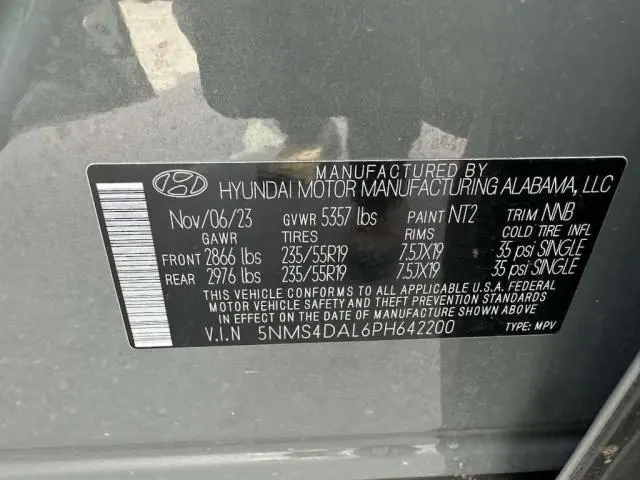 MANUFACTURED BY
HYUNDAI MOTOR MANUFACTURING ALABAMA, LLC
Nov/06/23 GVWR 5357 lbs PAINT NT2 TRIM NNB
GAWR TIRES RIMS COLD TIRE INFL
FRONT 2866 lbs 235/55R19 7.5JX19 35 psi SINGLE
REAR 2976 lbs 235/55R19 7.5JX19 35 psi SINGLE
THIS VEHICLE CONFORMS TO ALL APPLICABLE U.S.A. FEDERAL
MOTOR VEHICLE SAFETY AND THEFT PREVENTION STANDARDS
IN EFFECT ON THE DATE OF MANUFACTURE SHOWN ABOVE.
V.I.N 5NMS4DAL6PH642200 TYPE: MPV